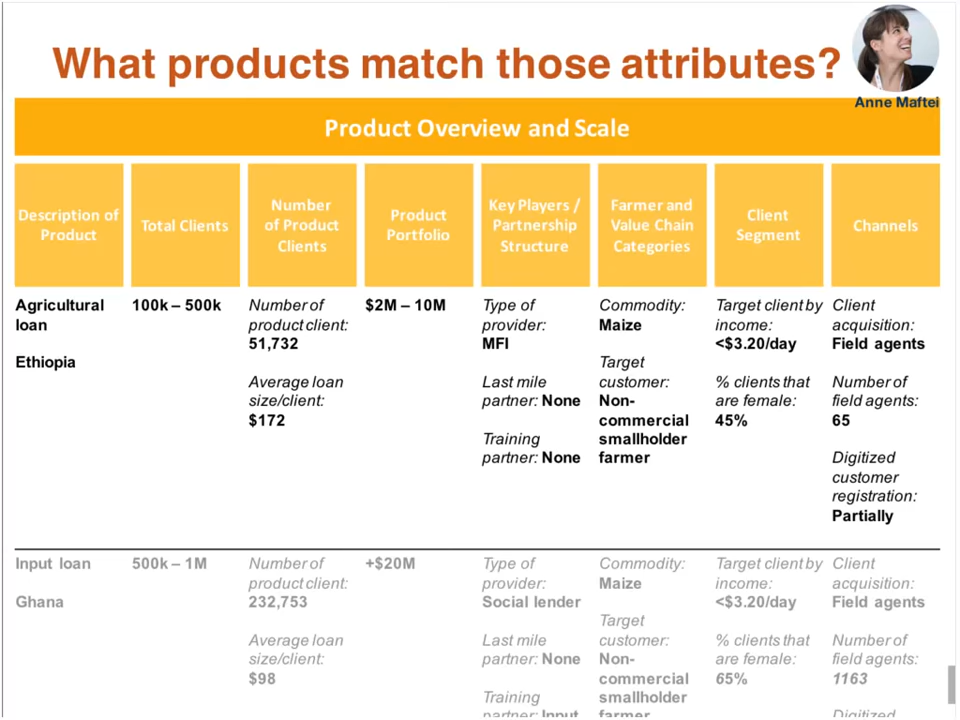 What products match those attributes?
Anne Maftei
Product Overview and Scale
Description of
Product
Total Clients
Number
of Product
Clients
Product
Portfolio
Key Players /
Partnership
Structure
Farmer and
Value Chain
Categories
Client
Segment
Channels
Agricultural
loan
Ethiopia
100k – 500k
Number of
product client:
51,732
Average loan
size/client:
$172
$2M – 10M
Type of
provider:
MFI
Last mile
partner: None
Training
partner: None
Commodity:
Maize
Target
customer:
Non-
commercial
smallholder
farmer
Target client by
income:
<$3.20/day
% clients that
are female:
45%
Client
acquisition:
Field agents
Number of
field agents:
65
Digitized
customer
registration:
Partially
Input loan
Ghana
500k – 1M
Number of
product client:
232,753
Average loan
size/client:
$98
+$20M
Type of
provider:
Social lender
Last mile
partner: None
Training
partner: Input
Commodity:
Maize
Target
customer:
Non-
commercial
smallholder
farmer
Target client by
income:
<$3.20/day
% clients that
are female:
65%
Client
acquisition:
Field agents
Number of
field agents:
1163
Digitized